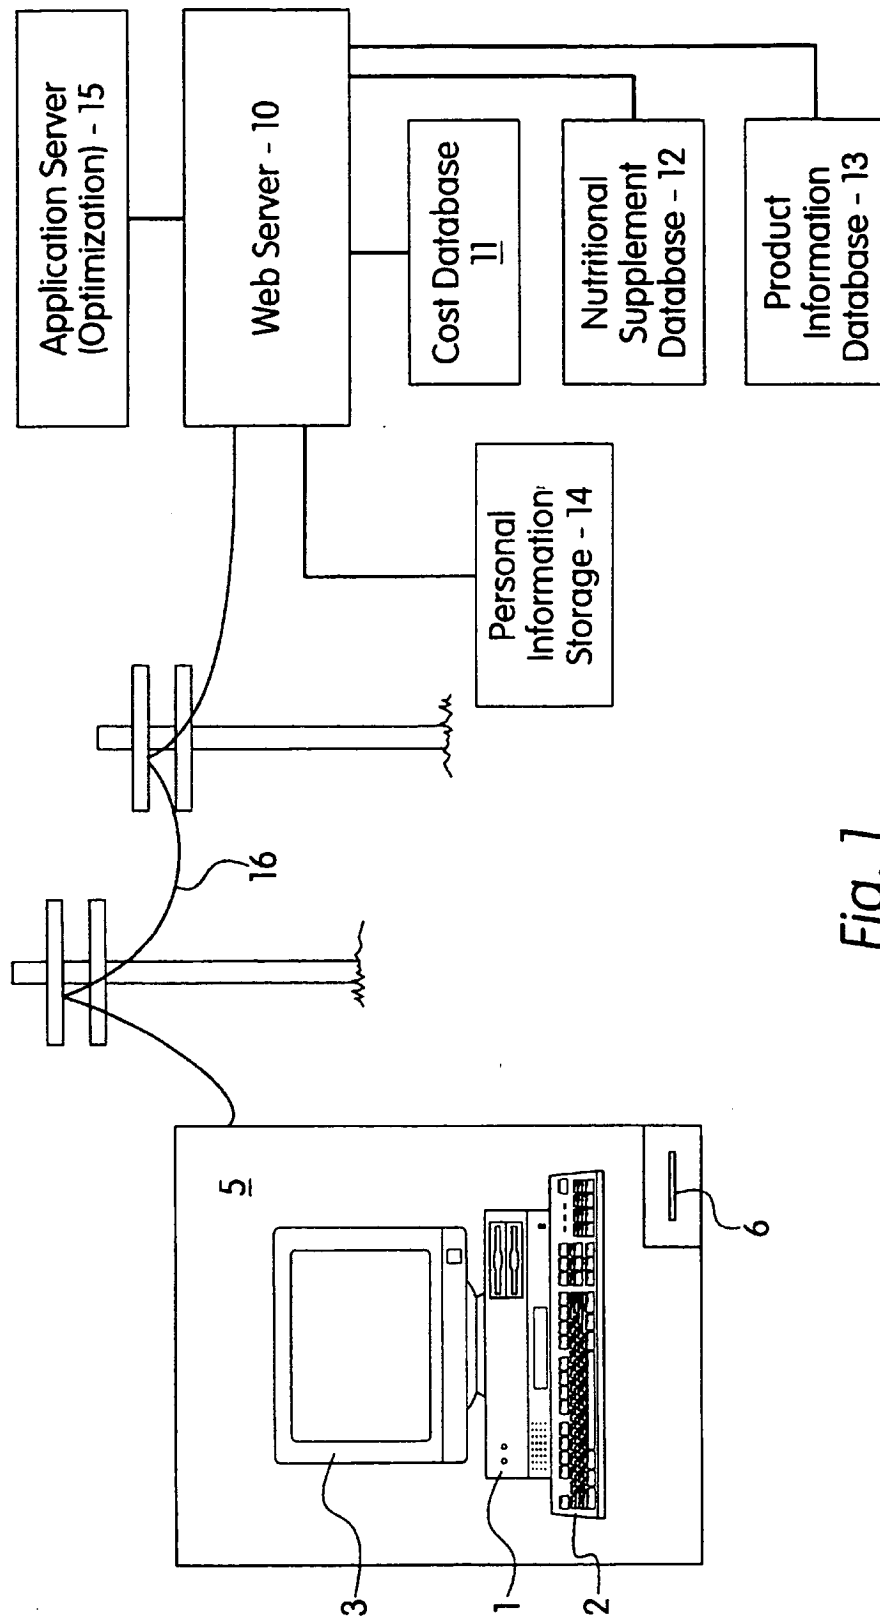 Application Server
(Optimization) - 15
Web Server - 10
Cost Database
11
Nutritional
Supplement
Database - 12
Product
Information
Database - 13
Personal
Information
Storage - 14
16
5
3
1
2
6
Fig. 1